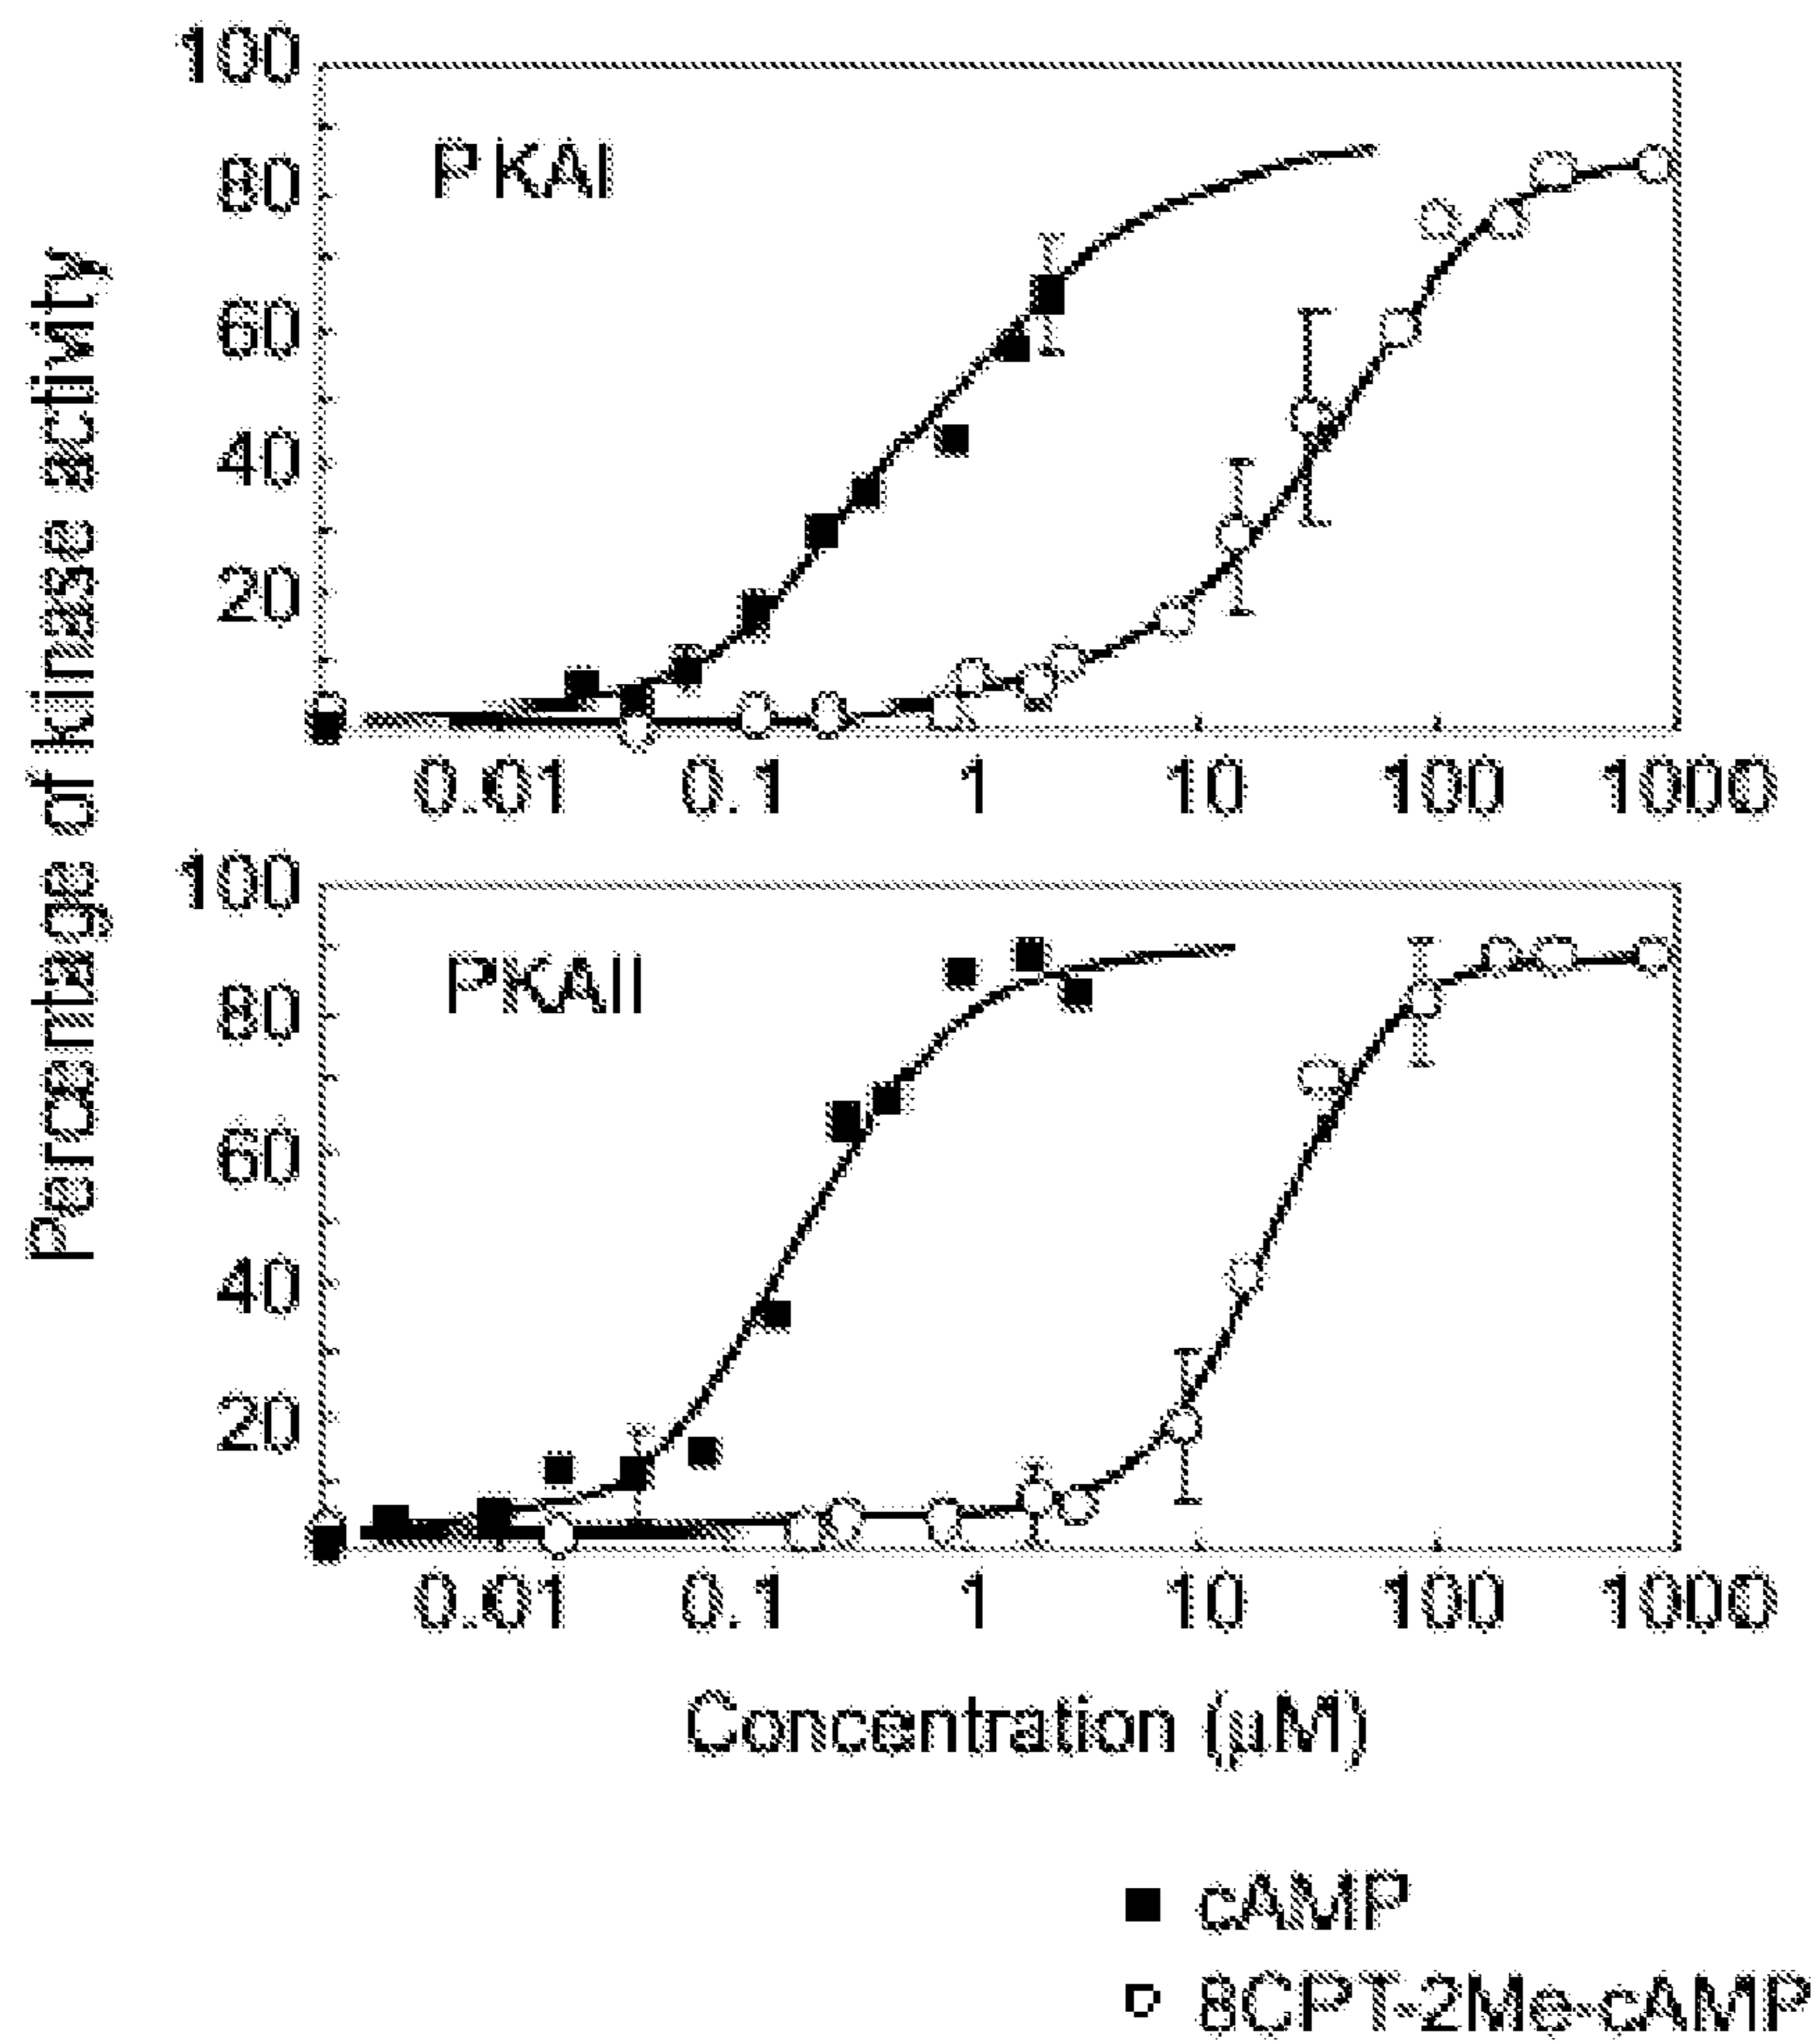 Percentage of kinase activity
100
PKAI
80
60
40
20
0.01 0.1 1 10 100 1000
100
PKAII
80
60
40
20
0.01 0.1 1 10 100 1000
Concentration (µM)
■ cAMP
○ 8CPT-2Me-cAMP